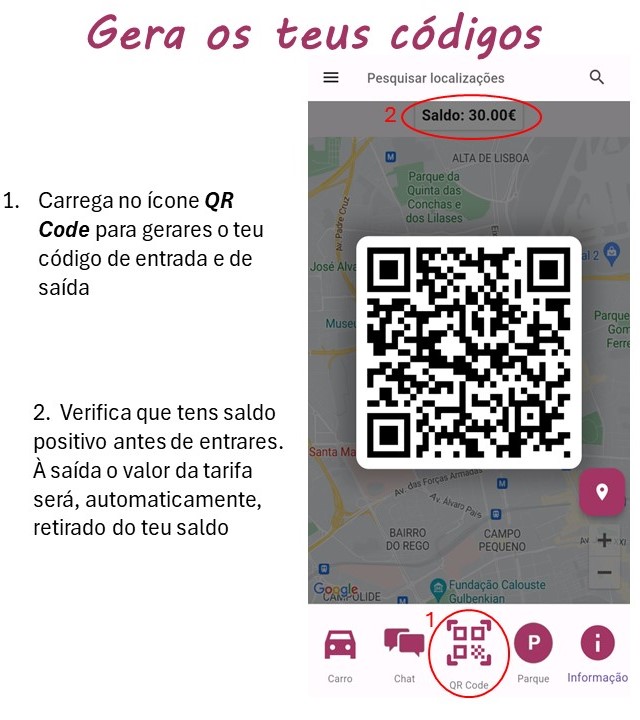 Gera os teus códigos
1. Carrega no ícone QR
Code para gerares o teu
código de entrada e de
saída
2. Verifica que tens saldo
positivo antes de entrares.
À saída o valor da tarifa
será, automaticamente,
retirado do teu saldo
Pesquisar localizações
2
Saldo: 30.00€
M
ALTA DE LISBOA
Parque da
Quinta das
Conchas e
dos Lilases
Av. Padre Cruz
al 2
José Alva
Museu
Parque
Gom
Ferre
Santa Ma
Av. das Forças Armadas
M
Av. Álvaro Pais
M
BAIRRO
DO REGO
CAMPO
PEQUENO
+
−
Fundação Calouste
Gulbenkian
Google
CAMPOLIDE
1
P
i
Carro
Chat
QR Code
Parque
Informação